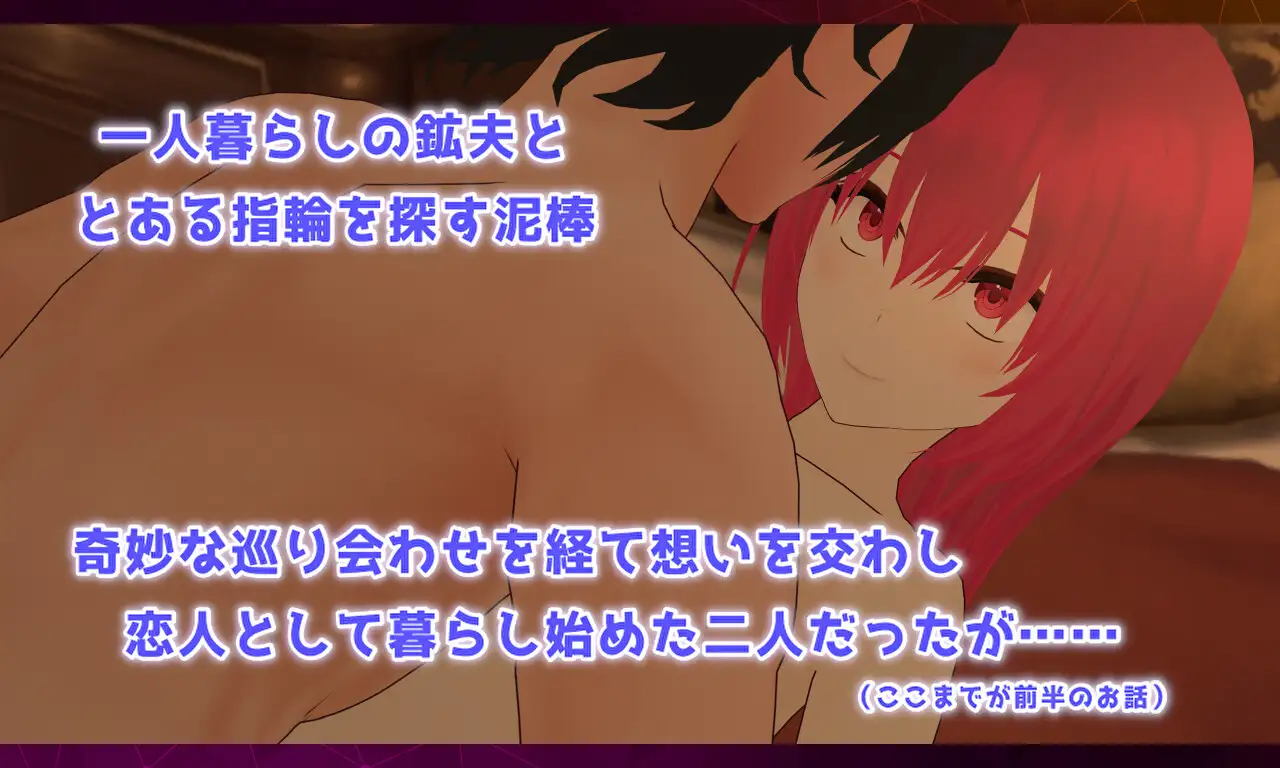 一人暮らしの鉱夫と
とある指輪を探す泥棒
奇妙な巡り会わせを経て想いを交わし
恋人として暮らし始めた二人だったが……
（ここまでが前半のお話）